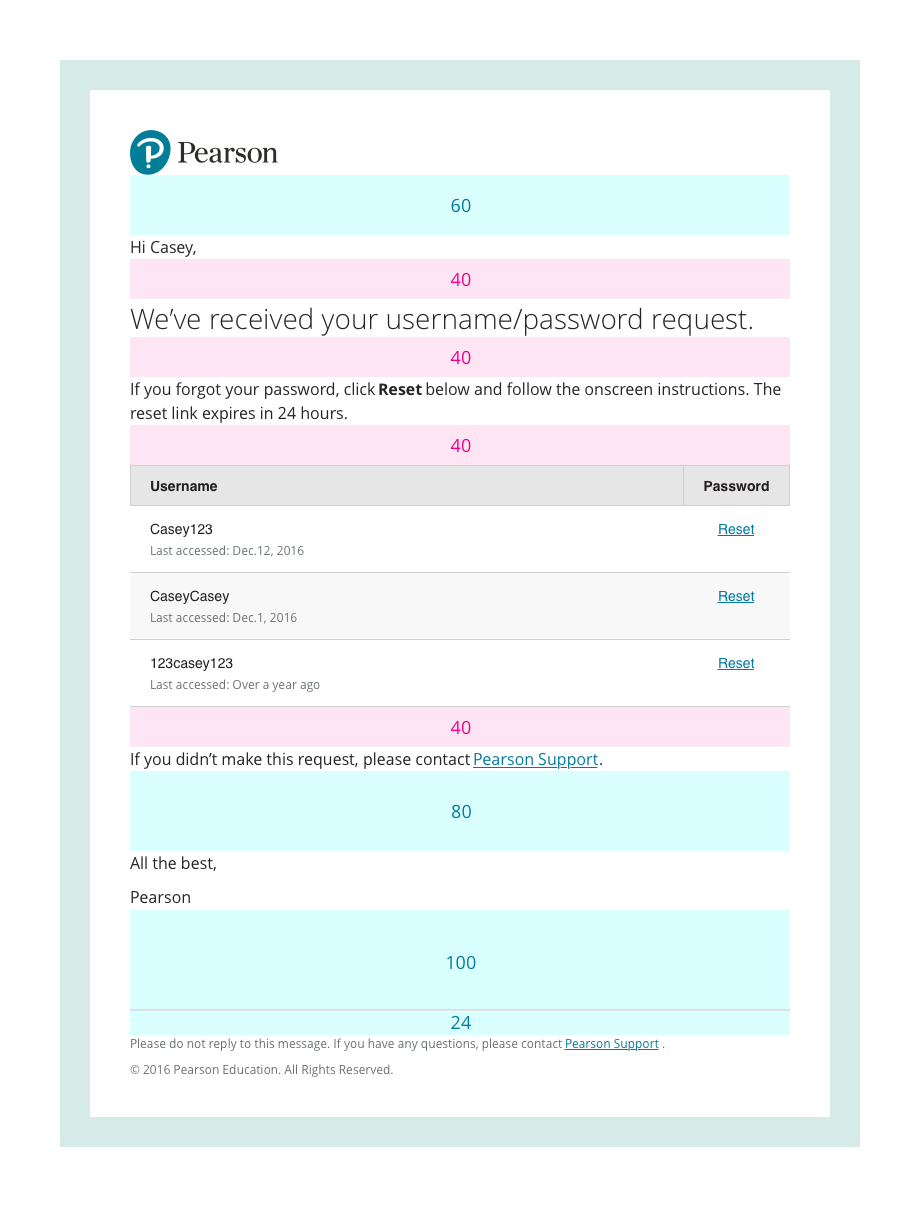 Pearson
60
Hi Casey,
40
We’ve received your username/password request.
40
If you forgot your password, click Reset below and follow the onscreen instructions. The
reset link expires in 24 hours.
40
Username Password
Casey123 Reset
Last accessed: Dec.12, 2016
CaseyCasey Reset
Last accessed: Dec.1, 2016
123casey123 Reset
Last accessed: Over a year ago
40
If you didn’t make this request, please contact Pearson Support.
80
All the best,
Pearson
100
24
Please do not reply to this message. If you have any questions, please contact Pearson Support .
© 2016 Pearson Education. All Rights Reserved.